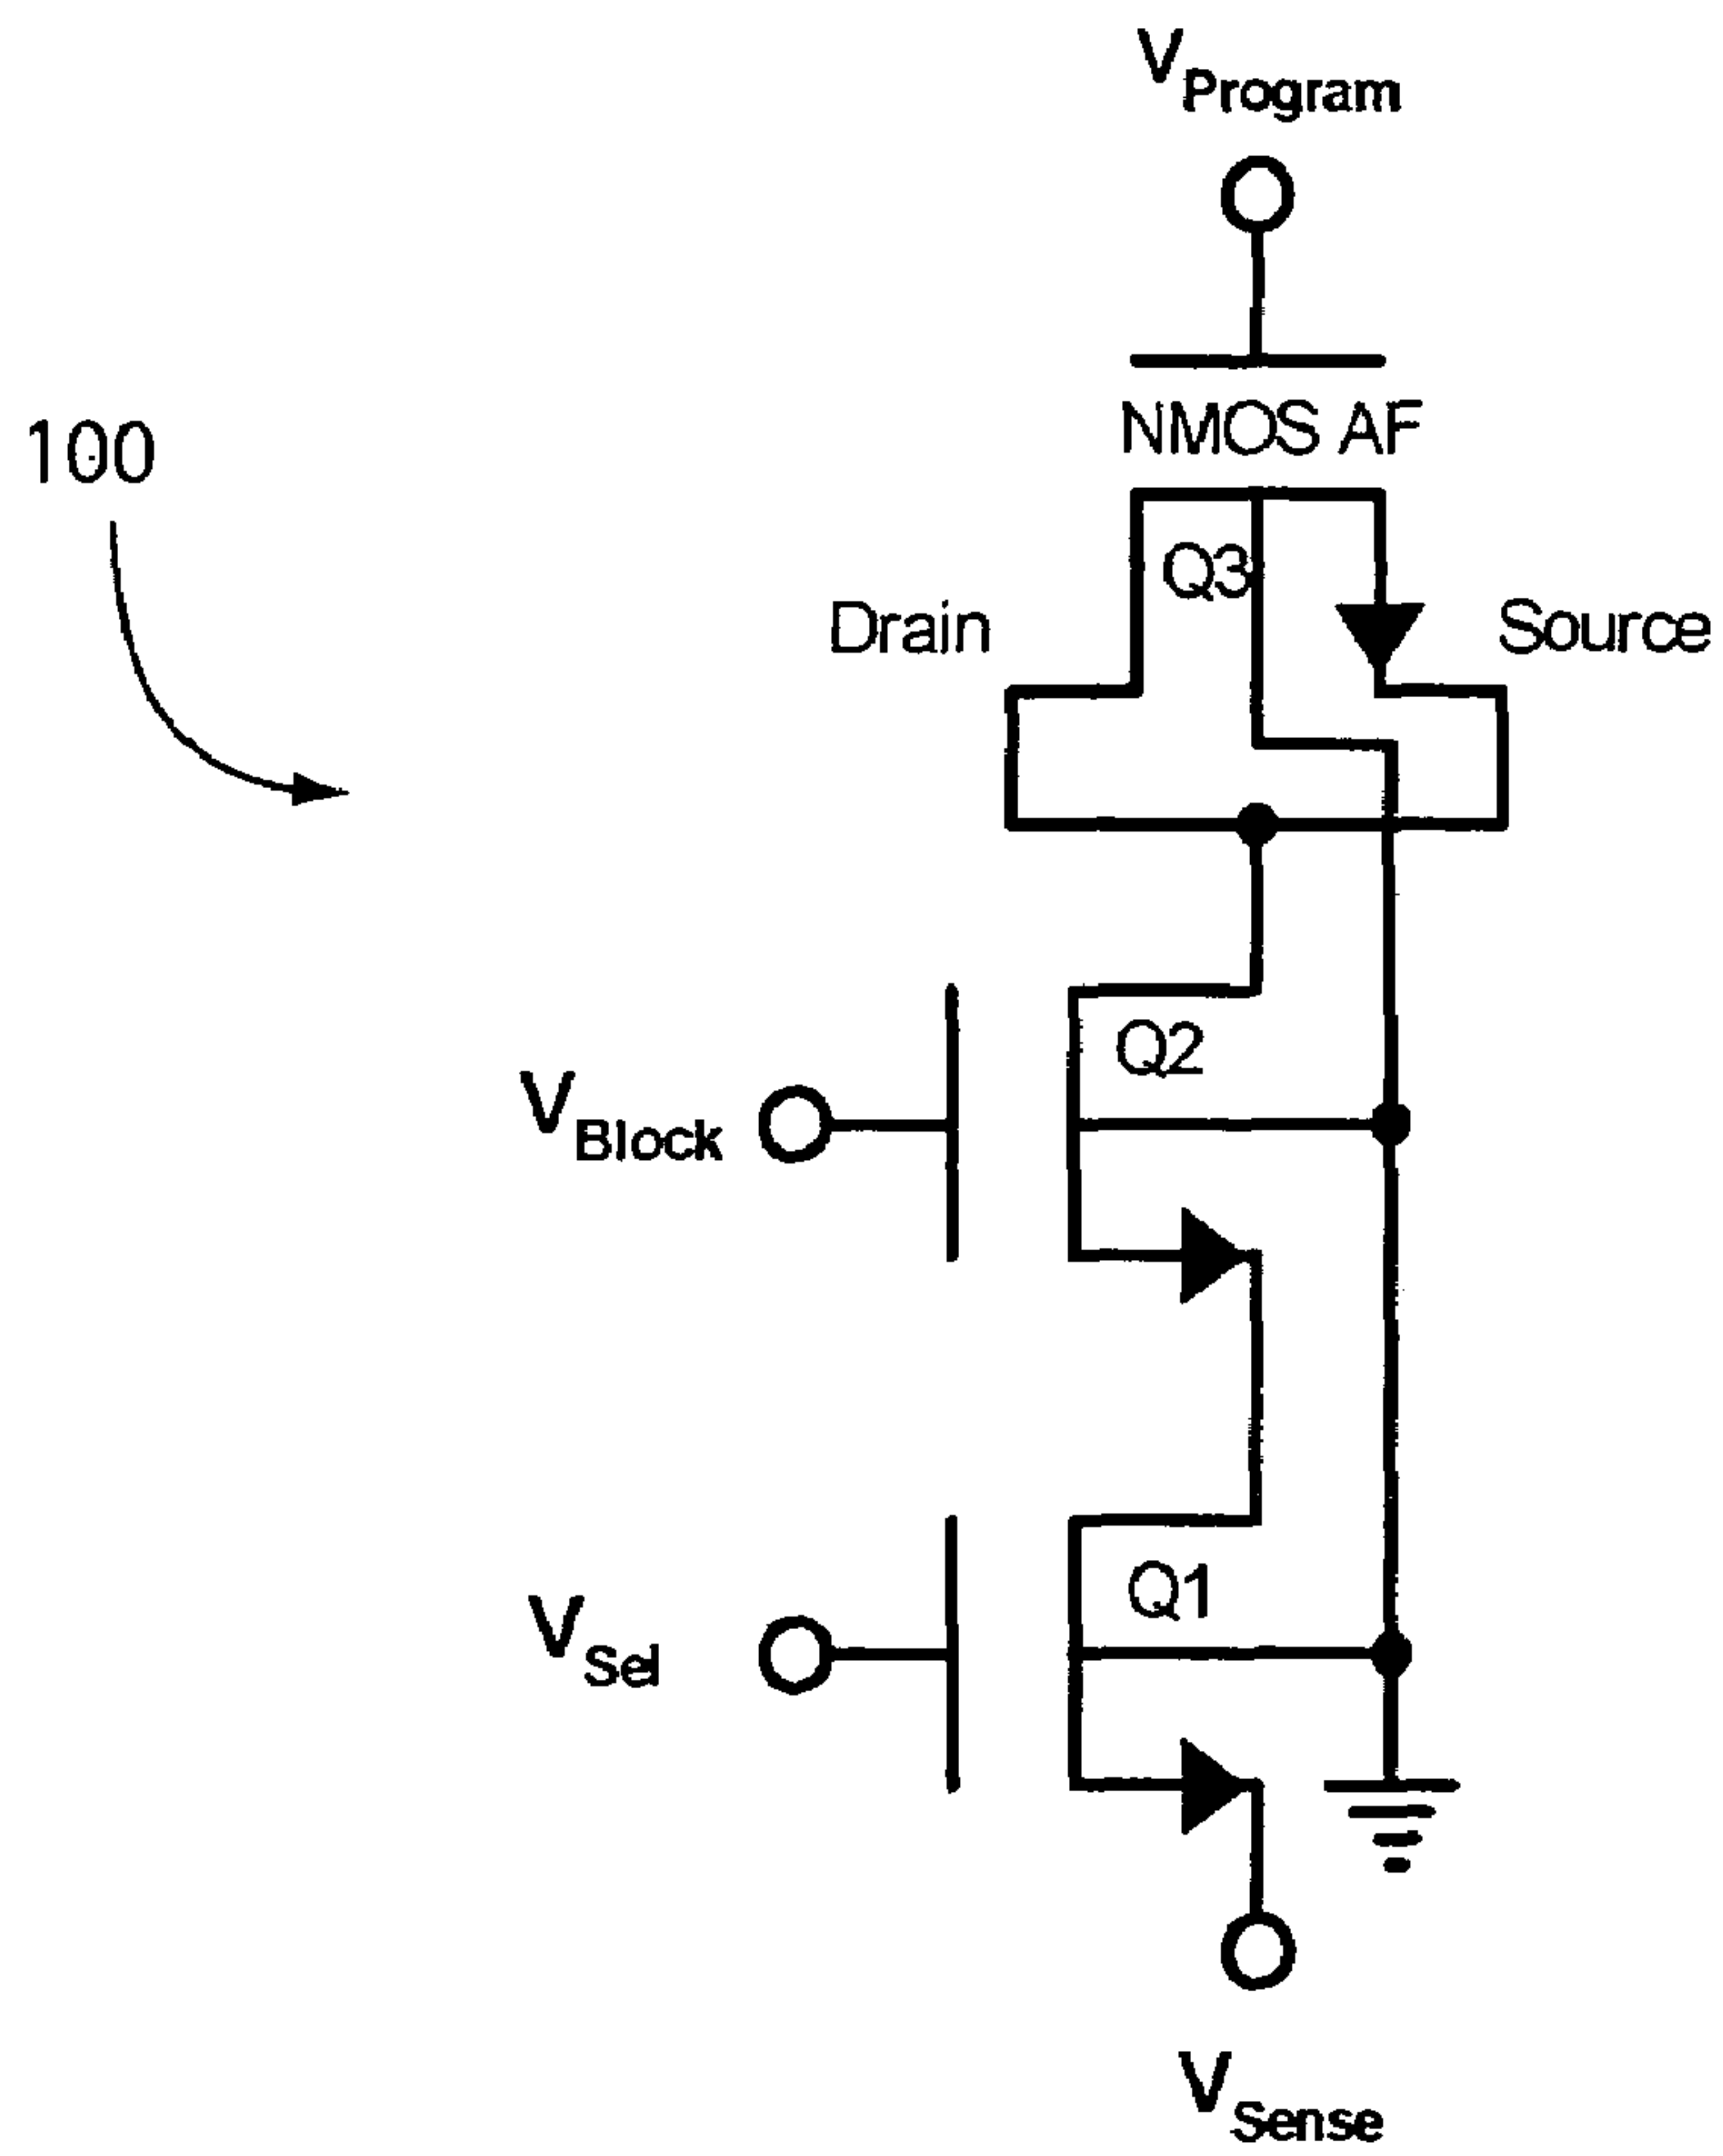 VProgram
NMOS AF
100
Q3
Drain
Source
Q2
VBlock
Q1
VSel
VSense